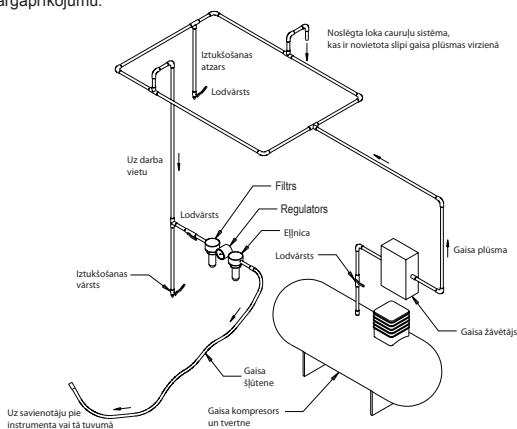 argaprīkojumu.
Noslēgta loka cauruļu sistēma,
kas ir novietota slīpi gaisa plūsmas virzienā
Iztukšošanas
atzars
Lodvārsts
Uz darba
vietu
Filtrs
Lodvārsts
Regulators
Eļļnica
Lodvārsts
Gaisa plūsma
Iztukšošanas
vārsts
Gaisa žāvētājs
Gaisa
šļūtene
Uz savienotāju pie
instrumenta vai tā tuvumā
Gaisa kompresors
un tvertne